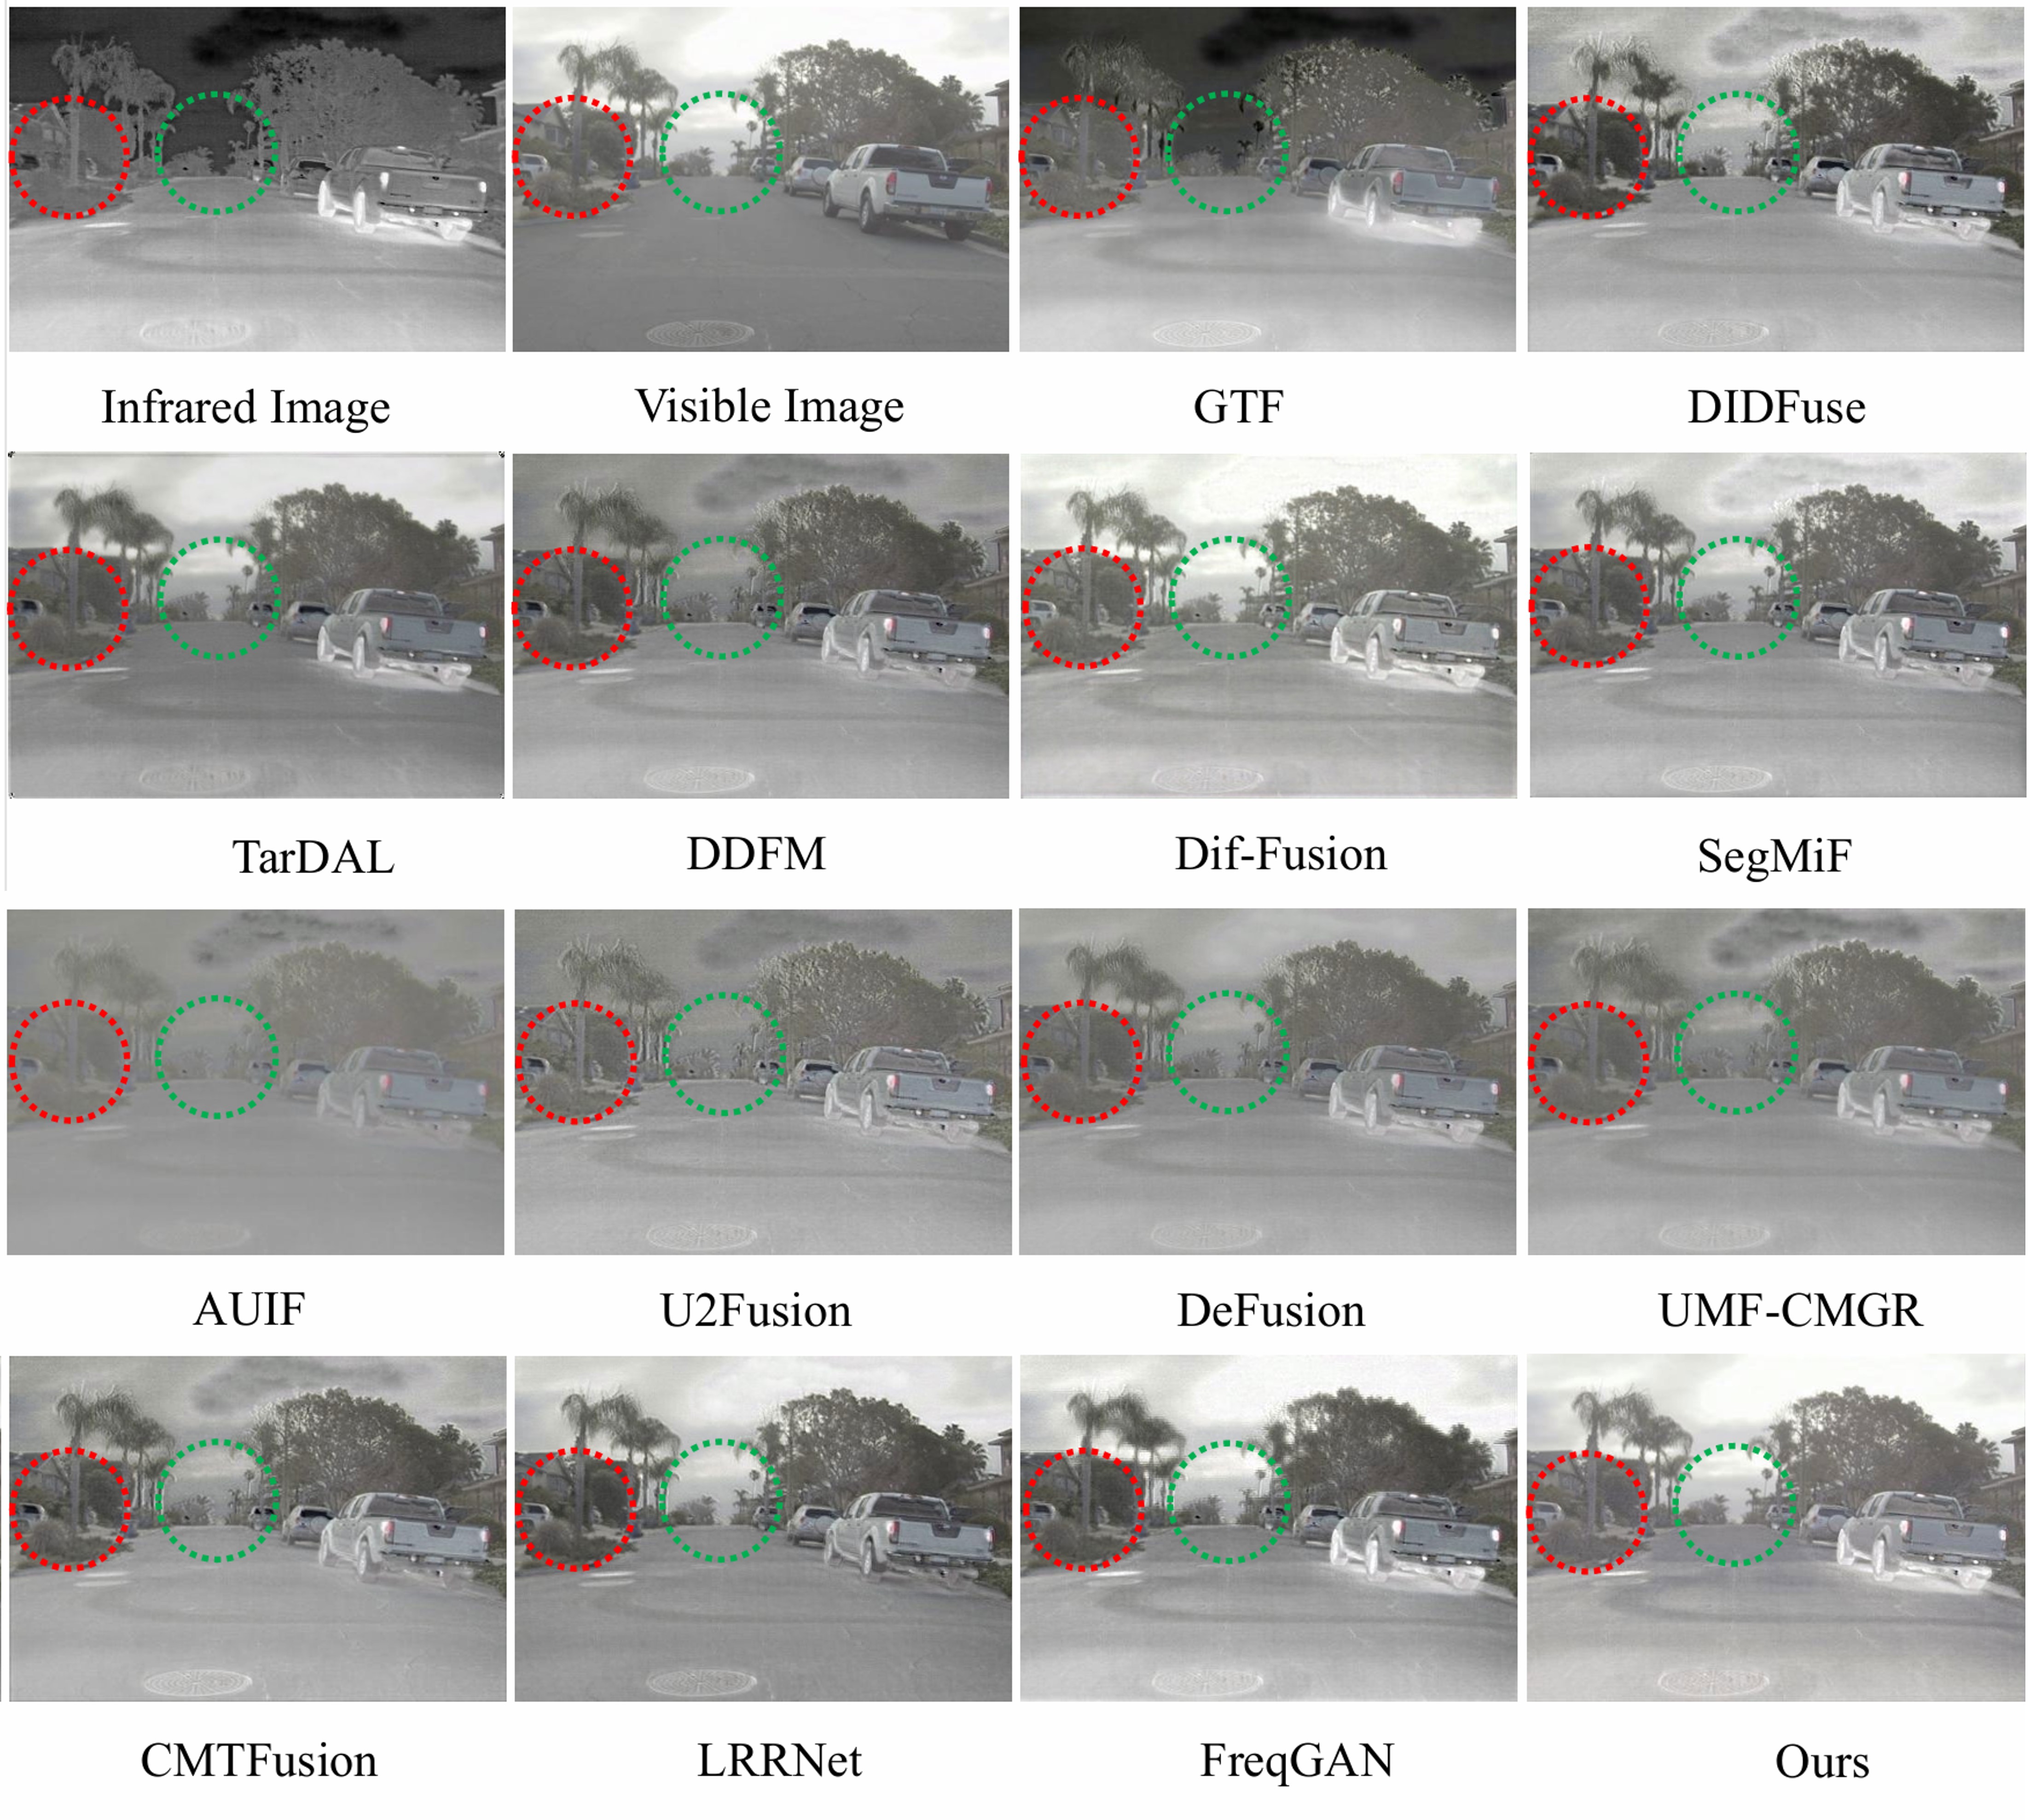 Infrared Image
Visible Image
GTF
DIDFuse
TarDAL
DDFM
Dif-Fusion
SegMiF
AUIF
U2Fusion
DeFusion
UMF-CMGR
CMTFusion
LRRNet
FreqGAN
Ours